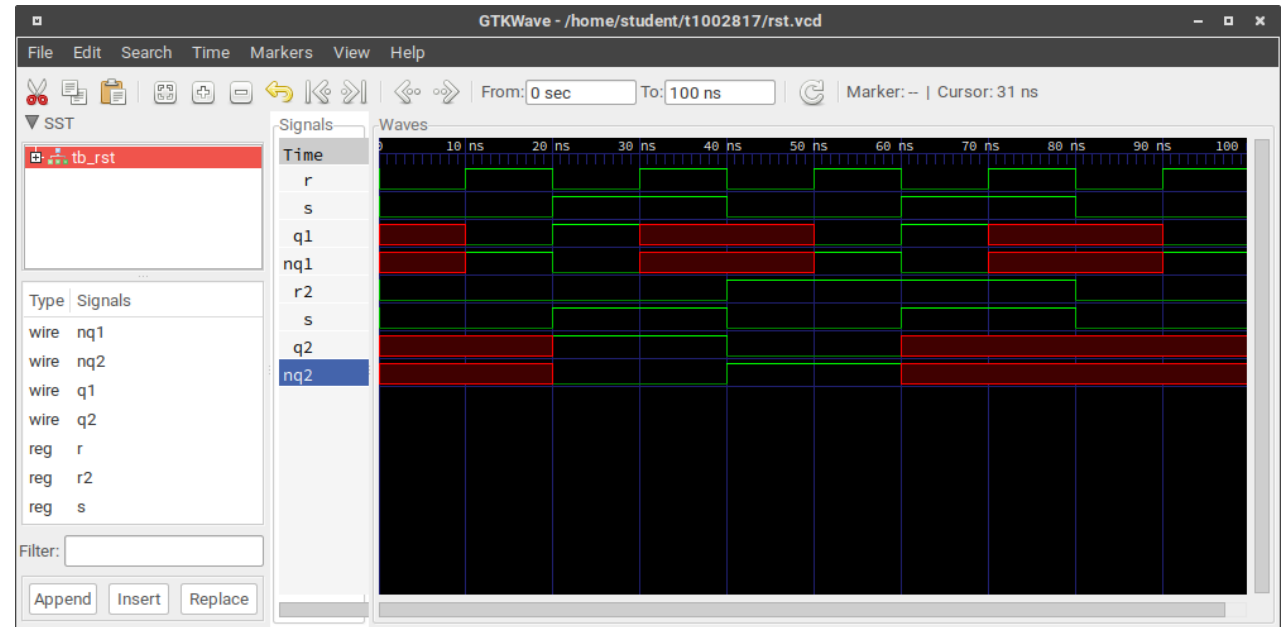 GTKWave - /home/student/t1002817/rst.vcd
File Edit Search Time Markers View Help
From: 0 sec To: 100 ns Marker: -- | Cursor: 31 ns
SST
tb_rst
Type Signals
wire nq1
wire nq2
wire q1
wire q2
reg r
reg r2
reg s
Filter:
Append Insert Replace
Signals
Time
r
s
q1
nq1
r2
s
q2
nq2
Waves
10 ns 20 ns 30 ns 40 ns 50 ns 60 ns 70 ns 80 ns 90 ns 100